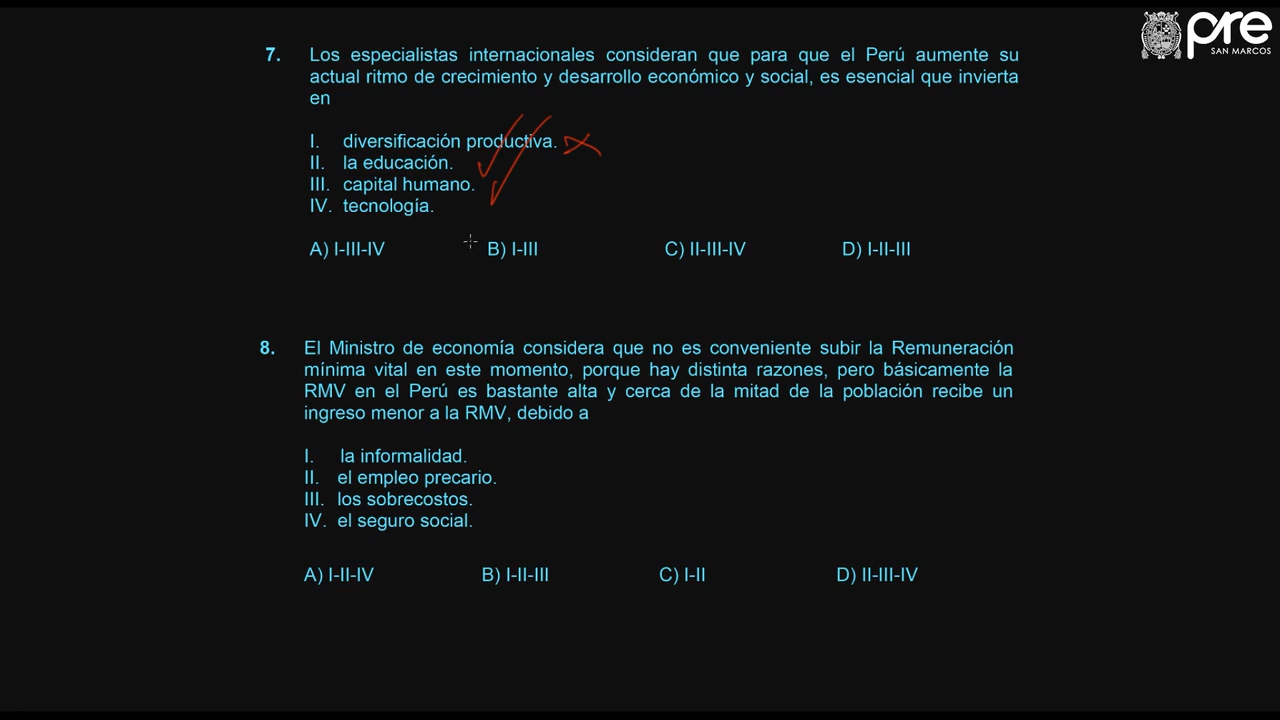 pre
SAN MARCOS
7. Los especialistas internacionales consideran que para que el Perú aumente su
actual ritmo de crecimiento y desarrollo económico y social, es esencial que invierta
en
I. diversificación productiva.
II. la educación.
III. capital humano.
IV. tecnología.
A) I-III-IV B) I-III C) II-III-IV D) I-II-III
8. El Ministro de economía considera que no es conveniente subir la Remuneración
mínima vital en este momento, porque hay distinta razones, pero básicamente la
RMV en el Perú es bastante alta y cerca de la mitad de la población recibe un
ingreso menor a la RMV, debido a
I. la informalidad.
II. el empleo precario.
III. los sobrecostos.
IV. el seguro social.
A) I-II-IV B) I-II-III C) I-II D) II-III-IV